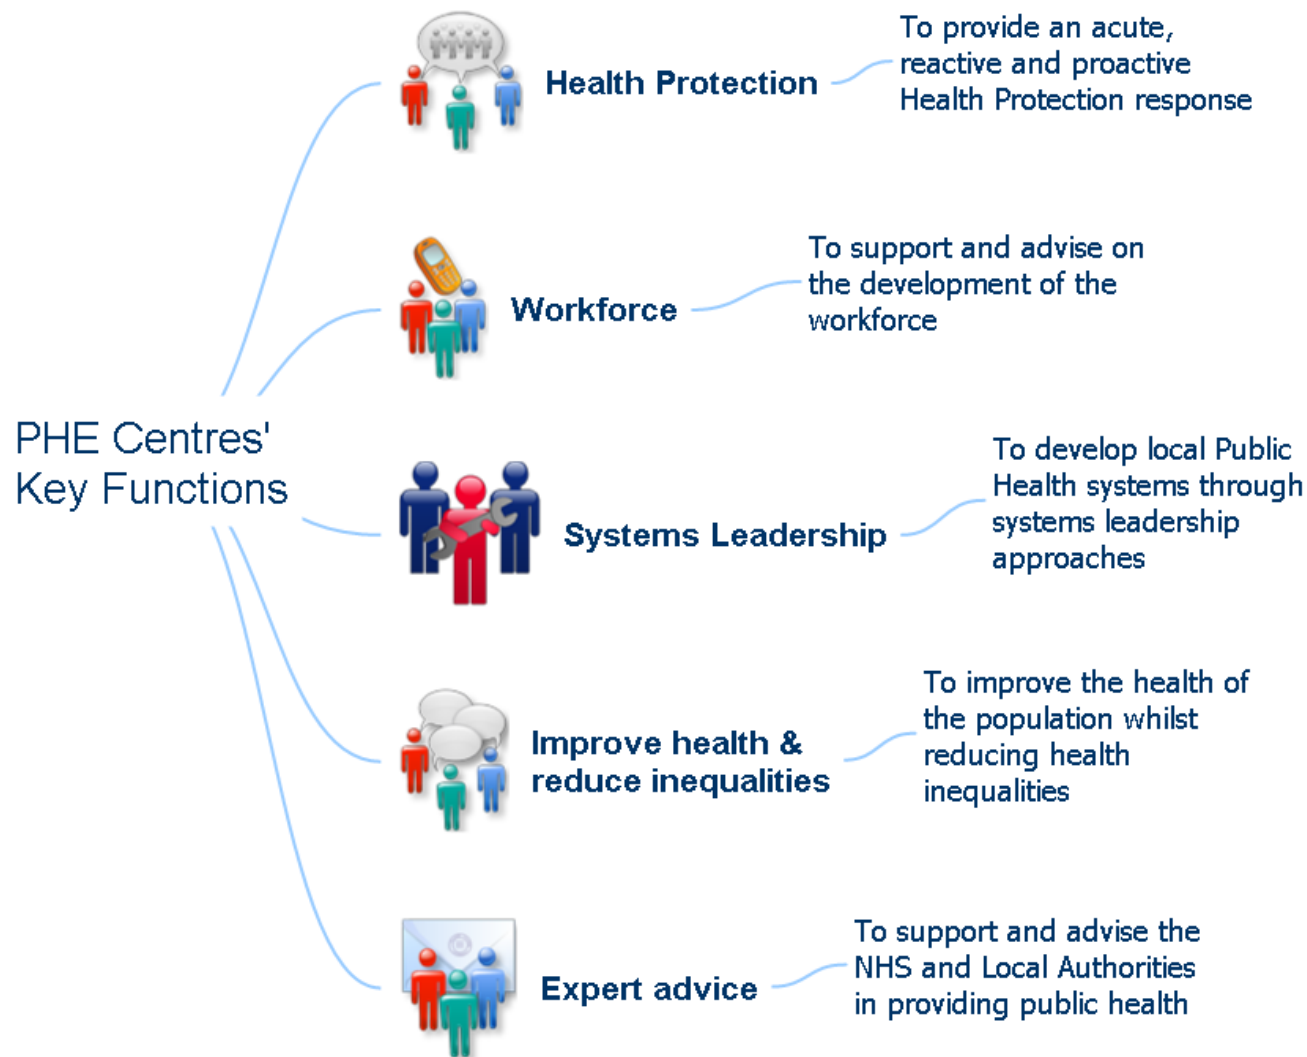 PHE Centres'
Key Functions
Health Protection
To provide an acute,
reactive and proactive
Health Protection response
Workforce
To support and advise on
the development of the
workforce
Systems Leadership
To develop local Public
Health systems through
systems leadership
approaches
Improve health &
reduce inequalities
To improve the health of
the population whilst
reducing health
inequalities
Expert advice
To support and advise the
NHS and Local Authorities
in providing public health